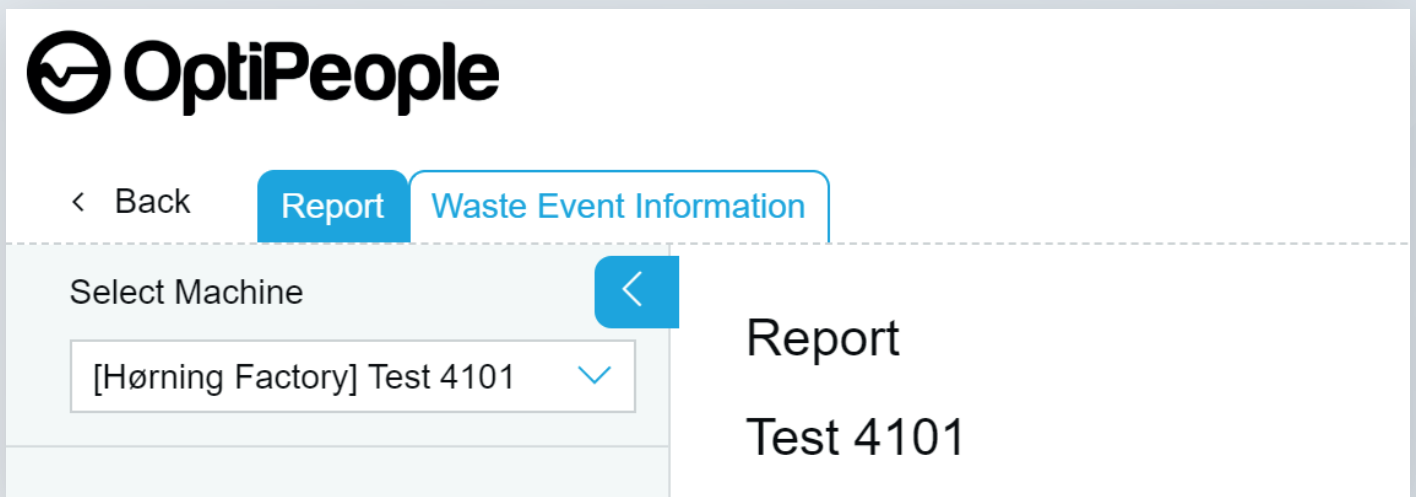 OptiPeople
Back Report Waste Event Information
Select Machine
[Hørning Factory] Test 4101
Report
Test 4101